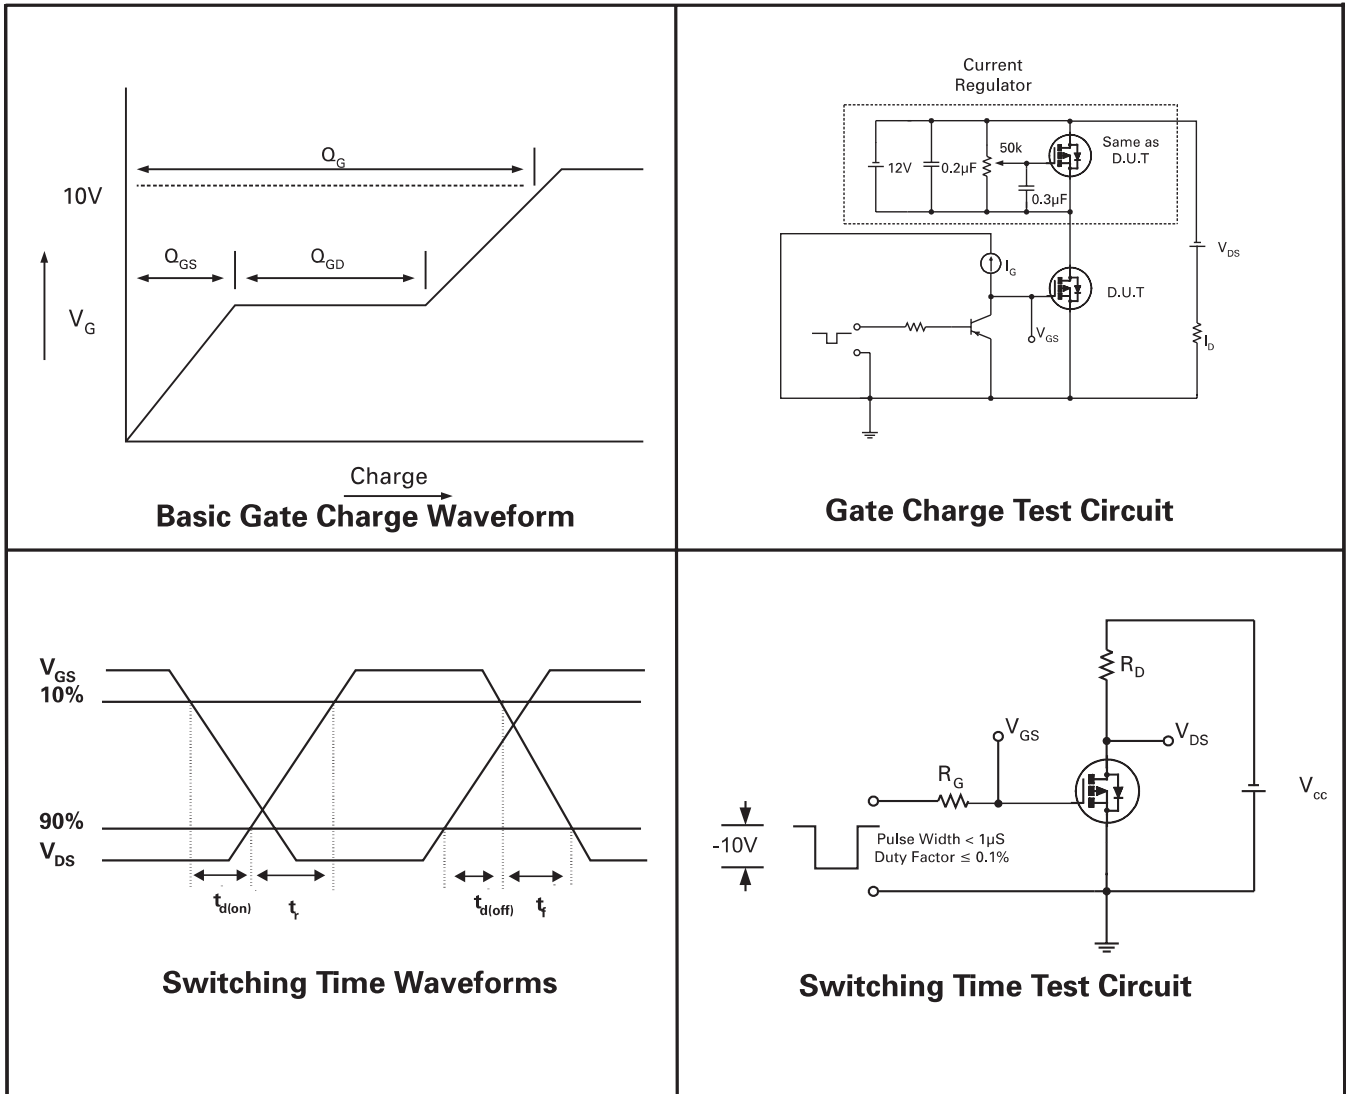 Q_G
10V
Q_GS
Q_GD
V_G
Charge
Basic Gate Charge Waveform
Current
Regulator
12V
0.2µF
50k
0.3µF
Same as
D.U.T
I_G
V_GS
D.U.T
V_DS
I_D
Gate Charge Test Circuit
V_GS
10%
90%
V_DS
t_d(on)
t_r
t_d(off)
t_f
Switching Time Waveforms
R_D
V_GS
V_DS
R_G
V_cc
-10V
Pulse Width < 1µS
Duty Factor ≤ 0.1%
Switching Time Test Circuit